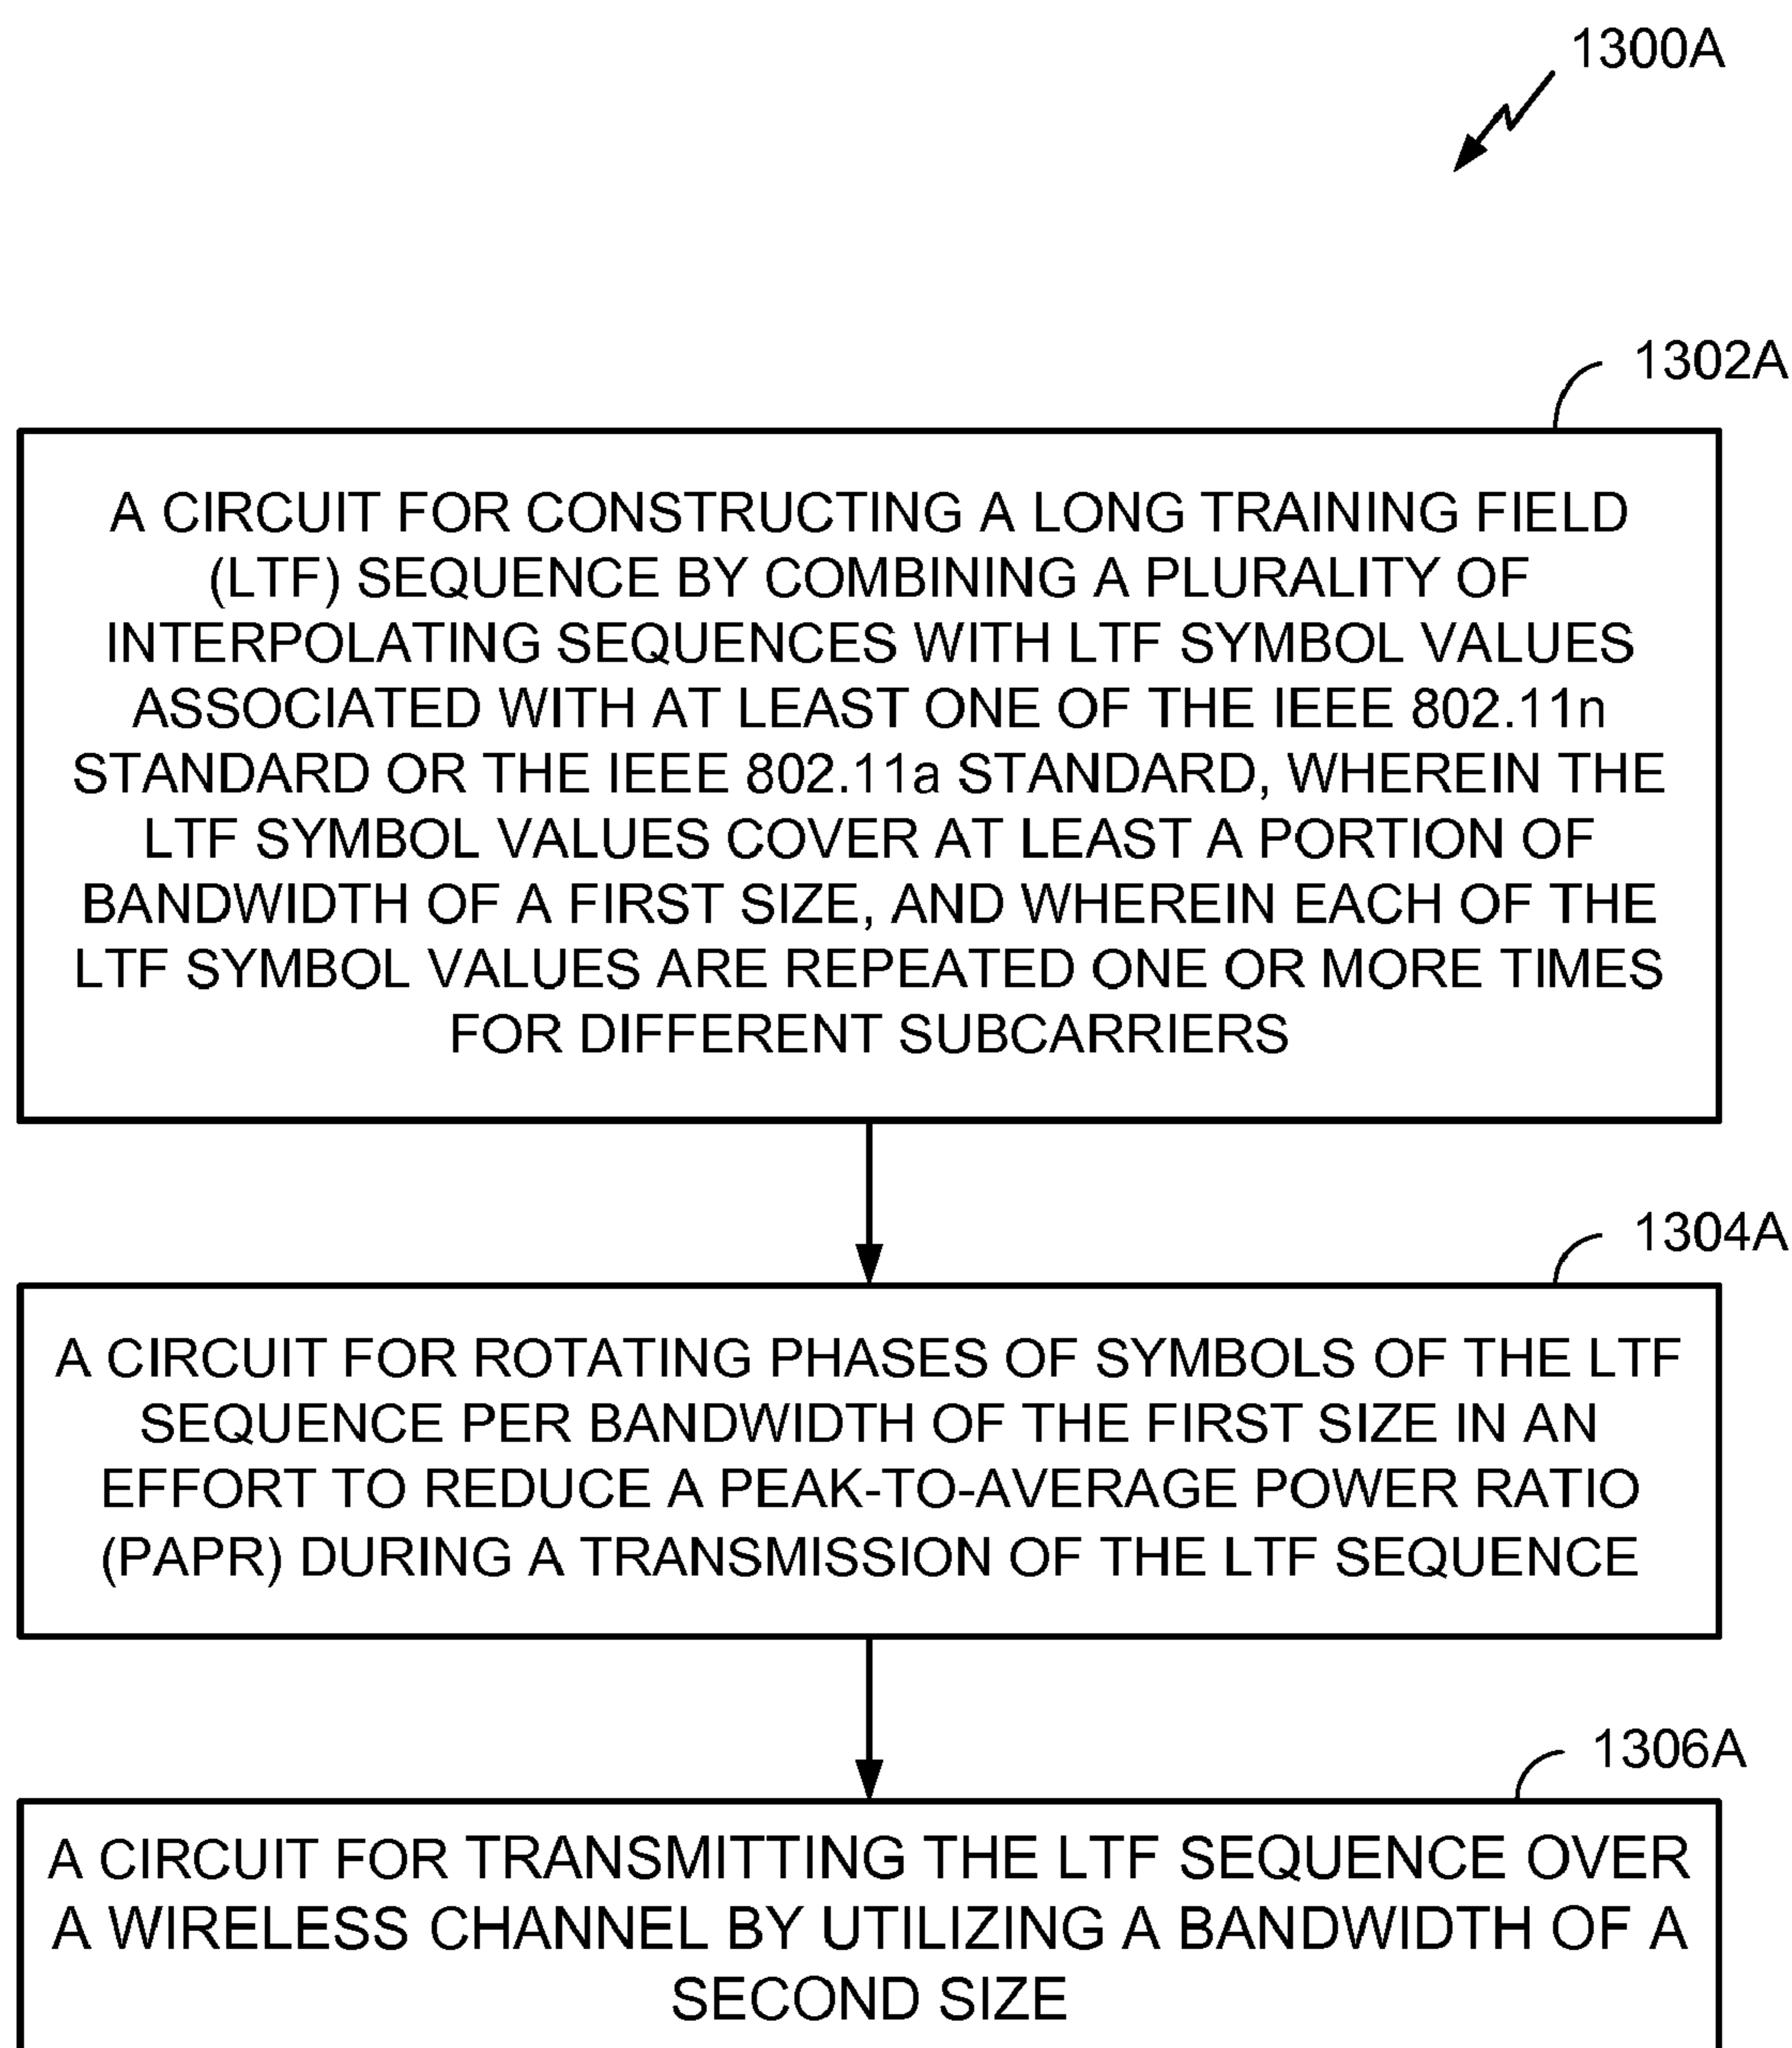 1300A
1302A
A CIRCUIT FOR CONSTRUCTING A LONG TRAINING FIELD
(LTF) SEQUENCE BY COMBINING A PLURALITY OF
INTERPOLATING SEQUENCES WITH LTF SYMBOL VALUES
ASSOCIATED WITH AT LEAST ONE OF THE IEEE 802.11n
STANDARD OR THE IEEE 802.11a STANDARD, WHEREIN THE
LTF SYMBOL VALUES COVER AT LEAST A PORTION OF
BANDWIDTH OF A FIRST SIZE, AND WHEREIN EACH OF THE
LTF SYMBOL VALUES ARE REPEATED ONE OR MORE TIMES
FOR DIFFERENT SUBCARRIERS
1304A
A CIRCUIT FOR ROTATING PHASES OF SYMBOLS OF THE LTF
SEQUENCE PER BANDWIDTH OF THE FIRST SIZE IN AN
EFFORT TO REDUCE A PEAK-TO-AVERAGE POWER RATIO
(PAPR) DURING A TRANSMISSION OF THE LTF SEQUENCE
1306A
A CIRCUIT FOR TRANSMITTING THE LTF SEQUENCE OVER
A WIRELESS CHANNEL BY UTILIZING A BANDWIDTH OF A
SECOND SIZE